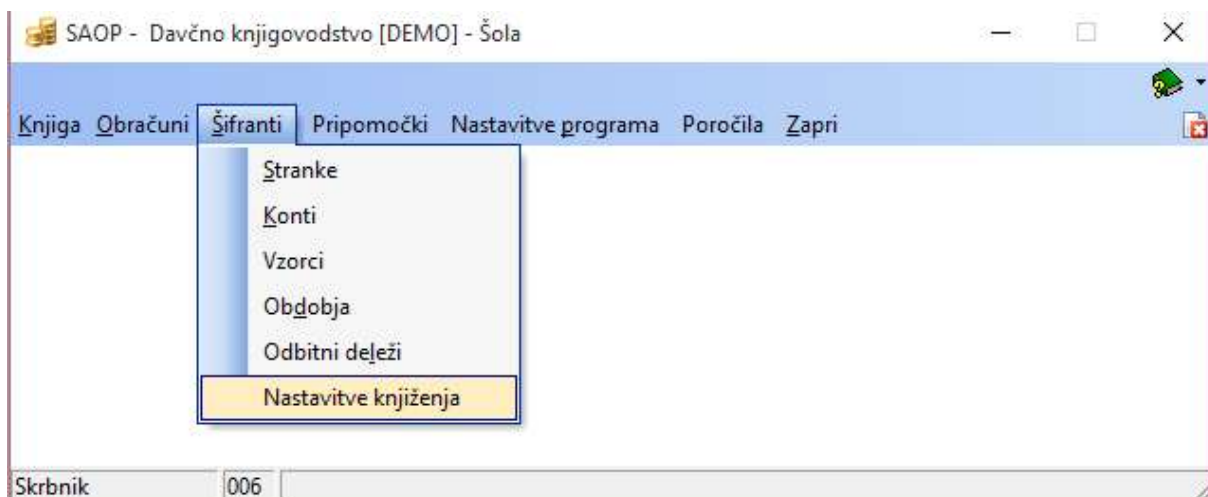 SAOP - Davčno knjigovodstvo [DEMO] - Šola
Knjiga Obračuni Šifranti Pripomočki Nastavitve programa Poročila Zapri
Stranke
Konti
Vzorci
Obdobja
Odbitni deleži
Nastavitve knjiženja
Skrbnik 006